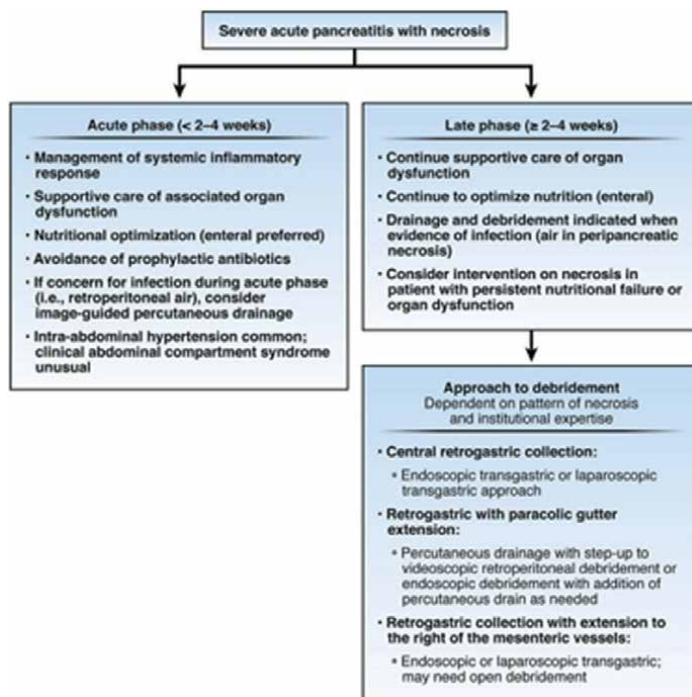 Severe acute pancreatitis with necrosis
Acute phase (< 2–4 weeks)
• Management of systemic inflammatory
response
• Supportive care of associated organ
dysfunction
• Nutritional optimization (enteral preferred)
• Avoidance of prophylactic antibiotics
• If concern for infection during acute phase
(i.e., retroperitoneal air), consider
image-guided percutaneous drainage
• Intra-abdominal hypertension common;
clinical abdominal compartment syndrome
unusual
Late phase (≥ 2–4 weeks)
• Continue supportive care of organ
dysfunction
• Continue to optimize nutrition (enteral)
• Drainage and debridement indicated when
evidence of infection (air in peripancreatic
necrosis)
• Consider intervention on necrosis in
patient with persistent nutritional failure or
organ dysfunction
Approach to debridement
Dependent on pattern of necrosis
and institutional expertise
• Central retrogastric collection:
• Endoscopic transgastric or laparoscopic
transgastric approach
• Retrogastric with paracolic gutter
extension:
• Percutaneous drainage with step-up to
videoscopic retroperitoneal debridement or
endoscopic debridement with addition of
percutaneous drain as needed
• Retrogastric collection with extension to
the right of the mesenteric vessels:
• Endoscopic or laparoscopic transgastric;
may need open debridement